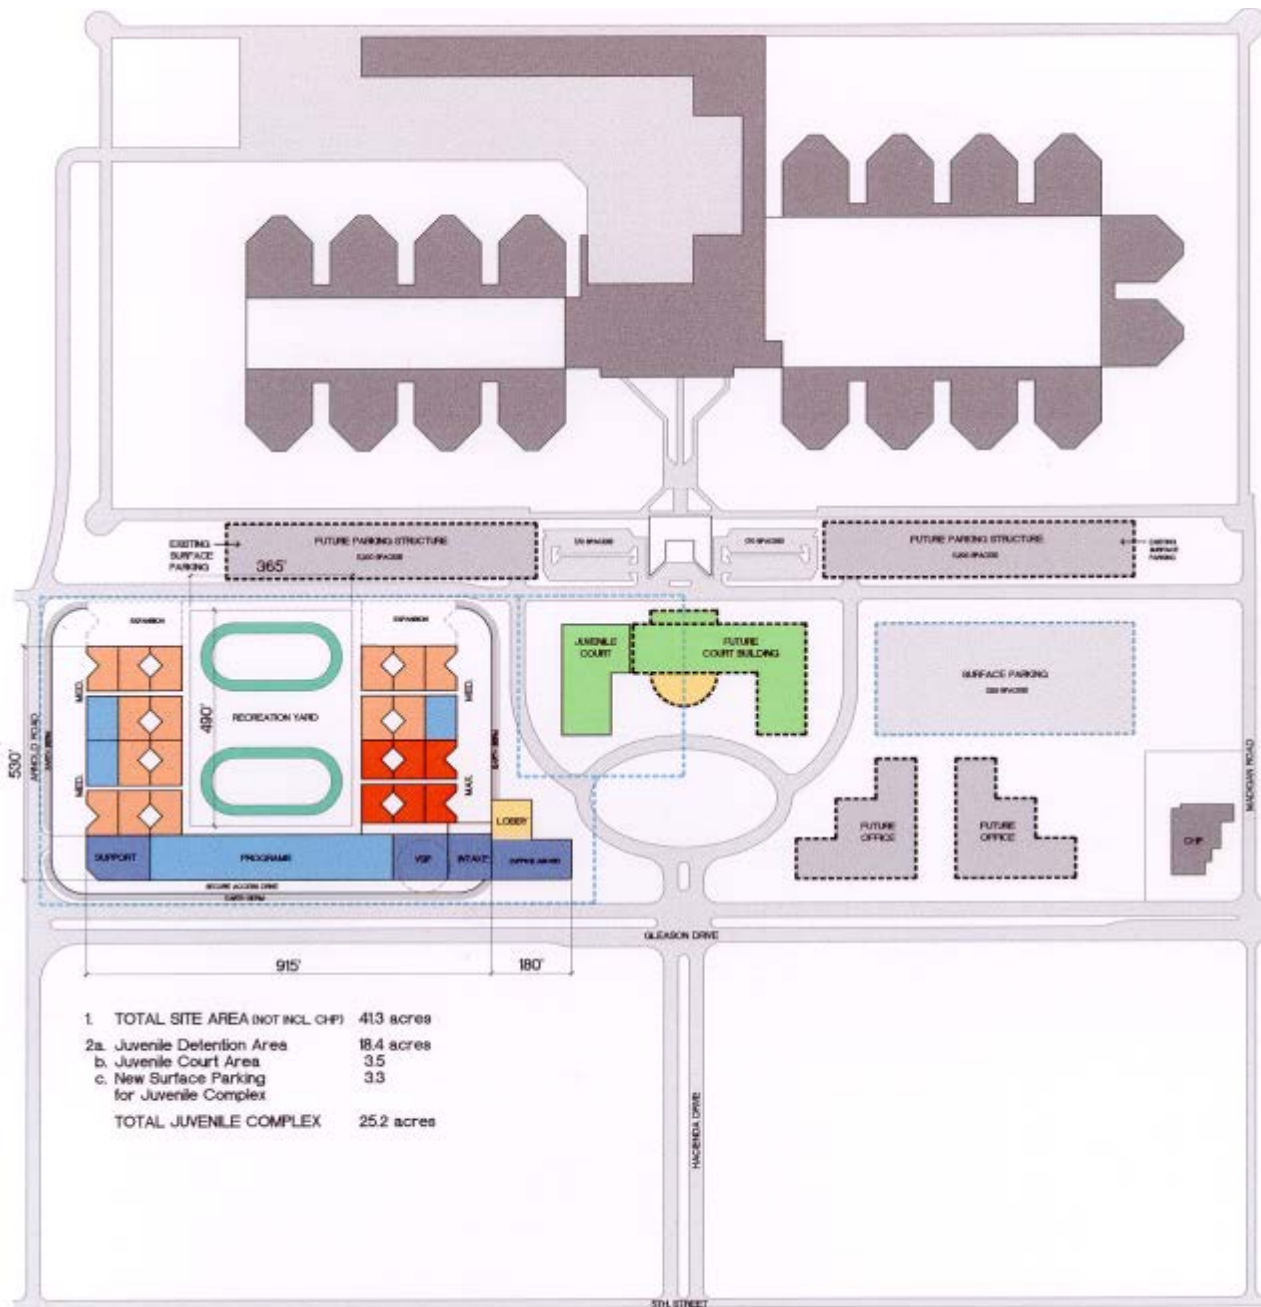 EXISTING
SURFACE
PARKING
FUTURE PARKING STRUCTURE
FUTURE PARKING STRUCTURE
EXISTING
SURFACE
PARKING
365'
EXPANSION
EXPANSION
JUVENILE
COURT
FUTURE
COURT BUILDING
SURFACE PARKING
MED.
490'
RECREATION YARD
530'
ARNOLD ROAD
MED.
MAX.
MADIGAN ROAD
LOBBY
FUTURE
OFFICE
FUTURE
OFFICE
CHP
SUPPORT
PROGRAMS
INTAKE
SECURE ACCESS DRIVE
EARTH BERM
GLEASON DRIVE
915'
180'
1. TOTAL SITE AREA (NOT INCL. CHP) 41.3 acres
2a. Juvenile Detention Area 18.4 acres
b. Juvenile Court Area 3.5
c. New Surface Parking 3.3
for Juvenile Complex
TOTAL JUVENILE COMPLEX 25.2 acres
HACIENDA DRIVE
5TH. STREET